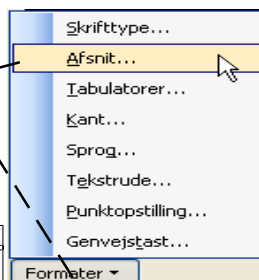 Skrifttype...
Afsnit...
Tabulatorer...
Kant...
Sprog...
Tekstrude...
Punktopstilling...
Genvejstast...
Formater